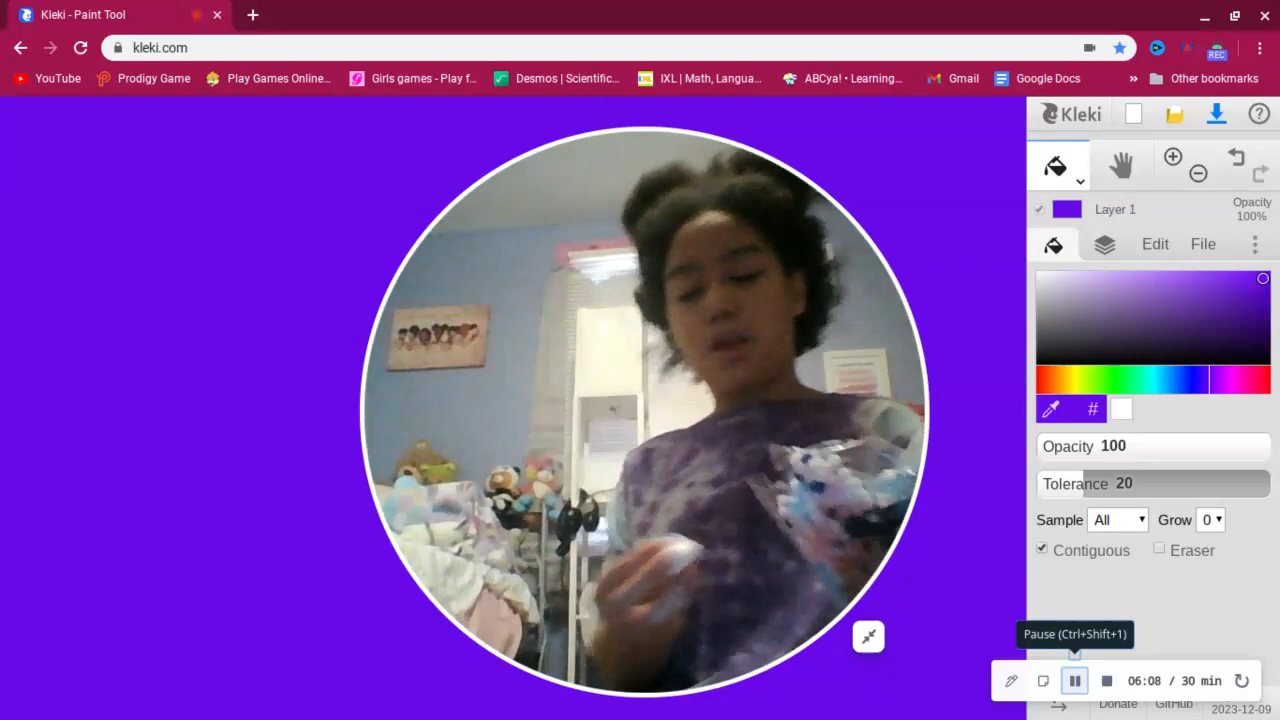 Kleki - Paint Tool
kleki.com
REC
YouTube
Prodigy Game
Play Games Online...
Girls games - Play f...
Desmos | Scientific...
IXL | Math, Langua...
ABCya! • Learning...
Gmail
Google Docs
»
Other bookmarks
Kleki
Layer 1
Opacity
100%
Edit
File
#
Opacity 100
Tolerance 20
Sample All Grow 0
Contiguous
Eraser
Pause (Ctrl+Shift+1)
06:08 / 30 min
Donate
GitHub
2023-12-09